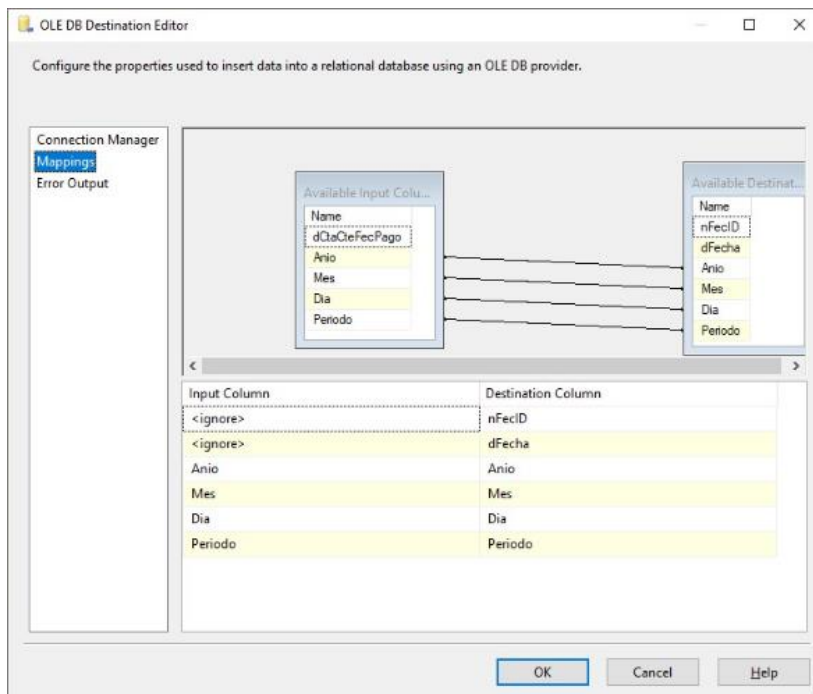 OLE DB Destination Editor
Configure the properties used to insert data into a relational database using an OLE DB provider.
Connection Manager
Mappings
Error Output
Available Input Colu...
Name
dCtaCteFecPago
Anio
Mes
Dia
Periodo
Available Destinat...
Name
nFecID
dFecha
Anio
Mes
Dia
Periodo
Input Column Destination Column
<ignore> nFecID
<ignore> dFecha
Anio Anio
Mes Mes
Dia Dia
Periodo Periodo
OK Cancel Help